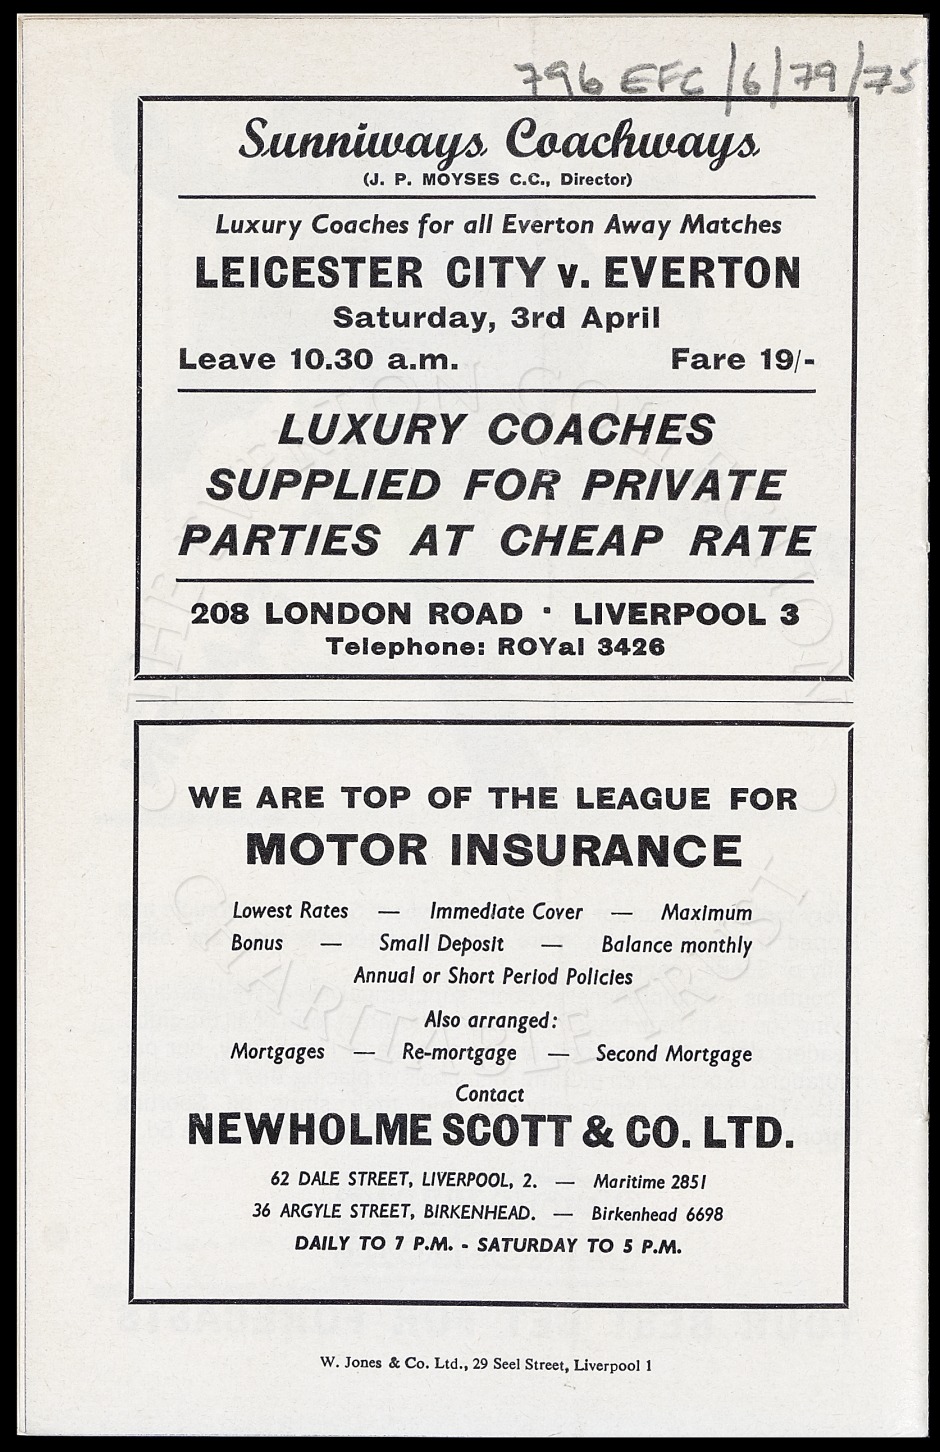 796 EFC/6/79/75
Sunniways Coachways
(J. P. MOYSES C.C., Director)
Luxury Coaches for all Everton Away Matches
LEICESTER CITY v. EVERTON
Saturday, 3rd April
Leave 10.30 a.m. Fare 19/-
LUXURY COACHES
SUPPLIED FOR PRIVATE
PARTIES AT CHEAP RATE
208 LONDON ROAD · LIVERPOOL 3
Telephone: ROYal 3426
WE ARE TOP OF THE LEAGUE FOR
MOTOR INSURANCE
Lowest Rates — Immediate Cover — Maximum
Bonus — Small Deposit — Balance monthly
Annual or Short Period Policies
Also arranged:
Mortgages — Re-mortgage — Second Mortgage
Contact
NEWHOLME SCOTT & CO. LTD.
62 DALE STREET, LIVERPOOL, 2. — Maritime 2851
36 ARGYLE STREET, BIRKENHEAD. — Birkenhead 6698
DAILY TO 7 P.M. - SATURDAY TO 5 P.M.
W. Jones & Co. Ltd., 29 Seel Street, Liverpool 1
THE EVERTON COLLECTION
CHARITABLE TRUST